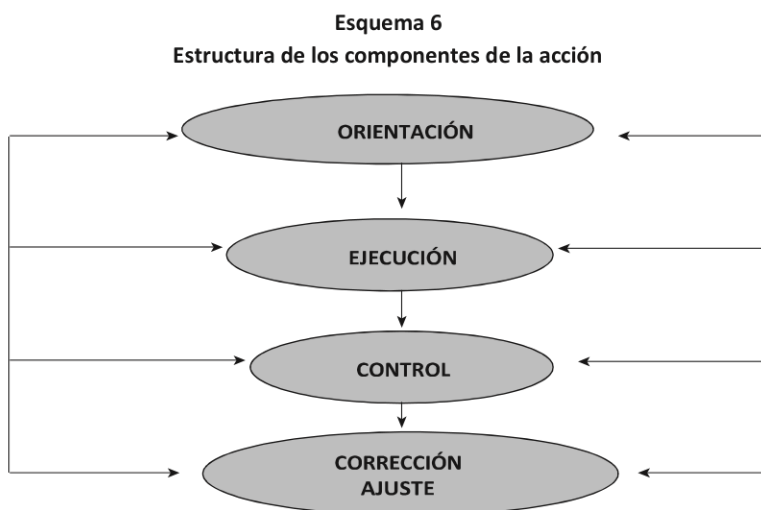 Esquema 6
Estructura de los componentes de la acción
ORIENTACIÓN
EJECUCIÓN
CONTROL
CORRECCIÓN
AJUSTE